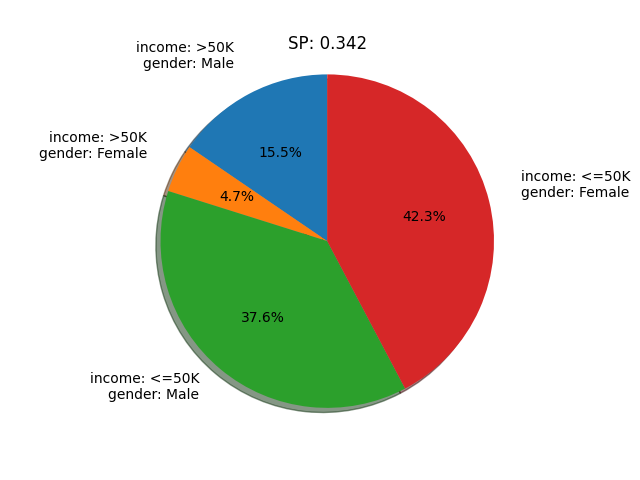 SP: 0.342
income: >50K
gender: Male
15.5%
income: >50K
gender: Female
4.7%
income: <=50K
gender: Female
42.3%
37.6%
income: <=50K
gender: Male